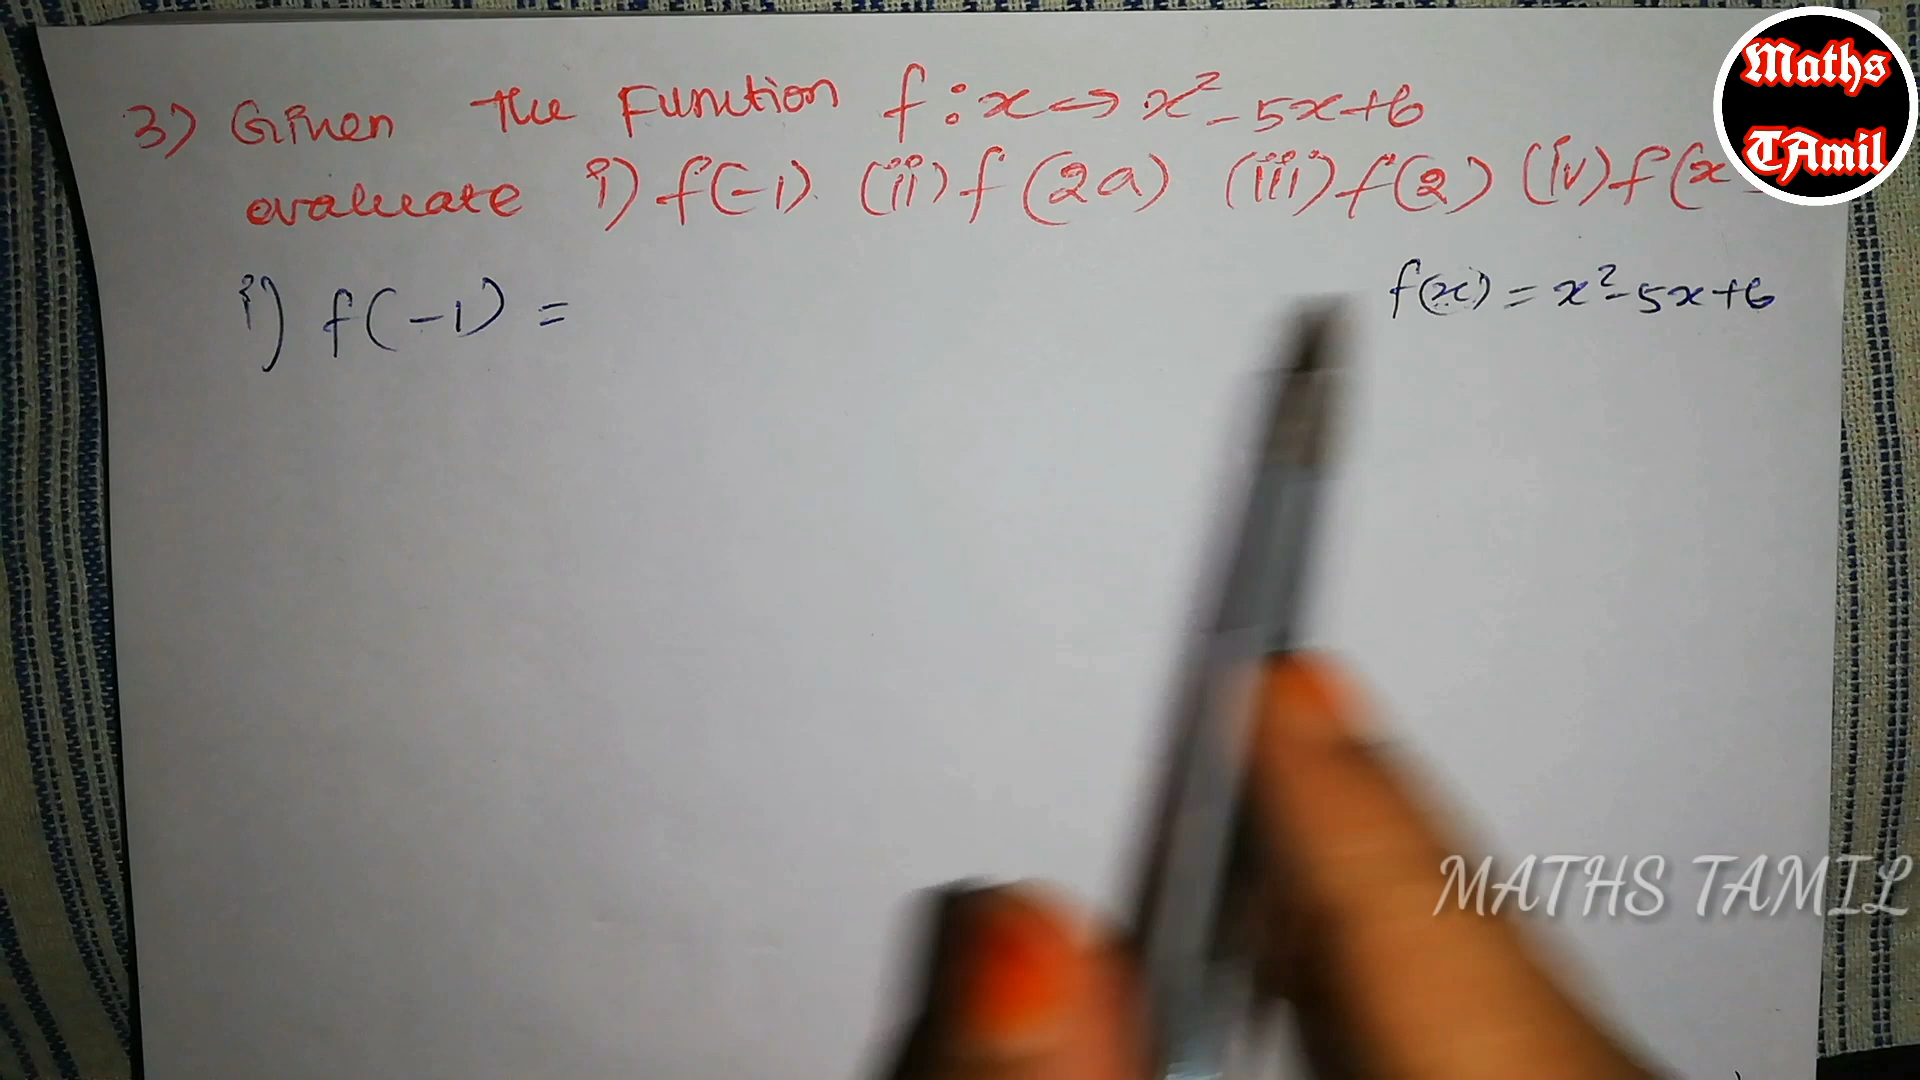 3) Given the Function f : x → x² - 5x + 6
evaluate i) f(-1) (ii) f (2a) (iii) f(2) (iv) f(x -
i) f(-1) =
f(x) = x² - 5x + 6
Maths
TAmil
MATHS TAMIL